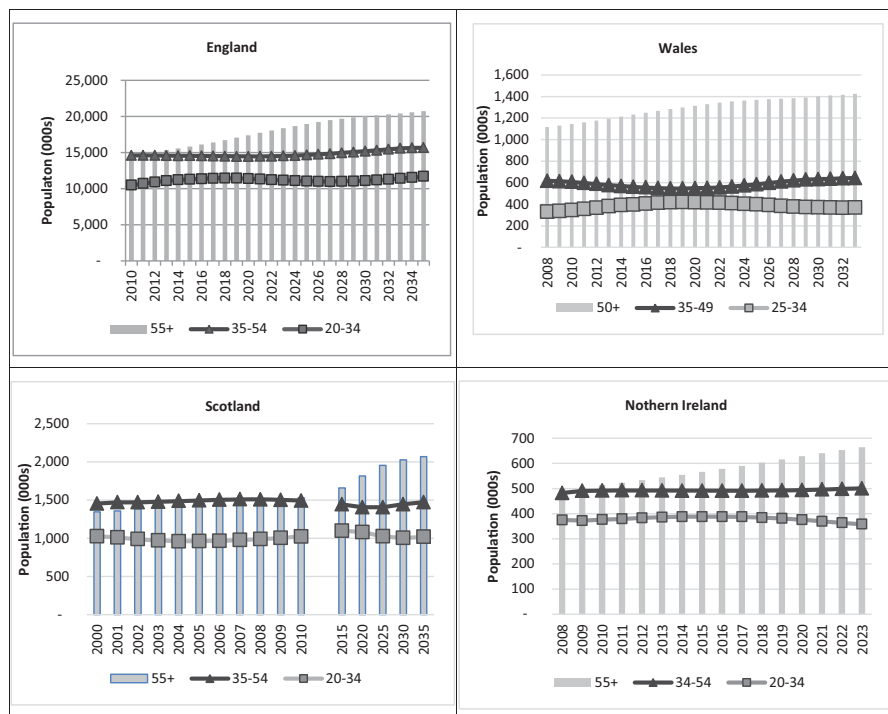 England
Populaton (000s)
25,000
20,000
15,000
10,000
5,000
-
2010 2012 2014 2016 2018 2020 2022 2024 2026 2028 2030 2032 2034
55+ 35-54 20-34
Wales
Population (000s)
1,600
1,400
1,200
1,000
800
600
400
200
-
2008 2010 2012 2014 2016 2018 2020 2022 2024 2026 2028 2030 2032
50+ 35-49 25-34
Scotland
Population (000s)
2,500
2,000
1,500
1,000
500
-
2000 2001 2002 2003 2004 2005 2006 2007 2008 2009 2010 2015 2020 2025 2030 2035
55+ 35-54 20-34
Nothern Ireland
Population (000s)
700
600
500
400
300
200
100
-
2008 2009 2010 2011 2012 2013 2014 2015 2016 2017 2018 2019 2020 2021 2022 2023
55+ 34-54 20-34